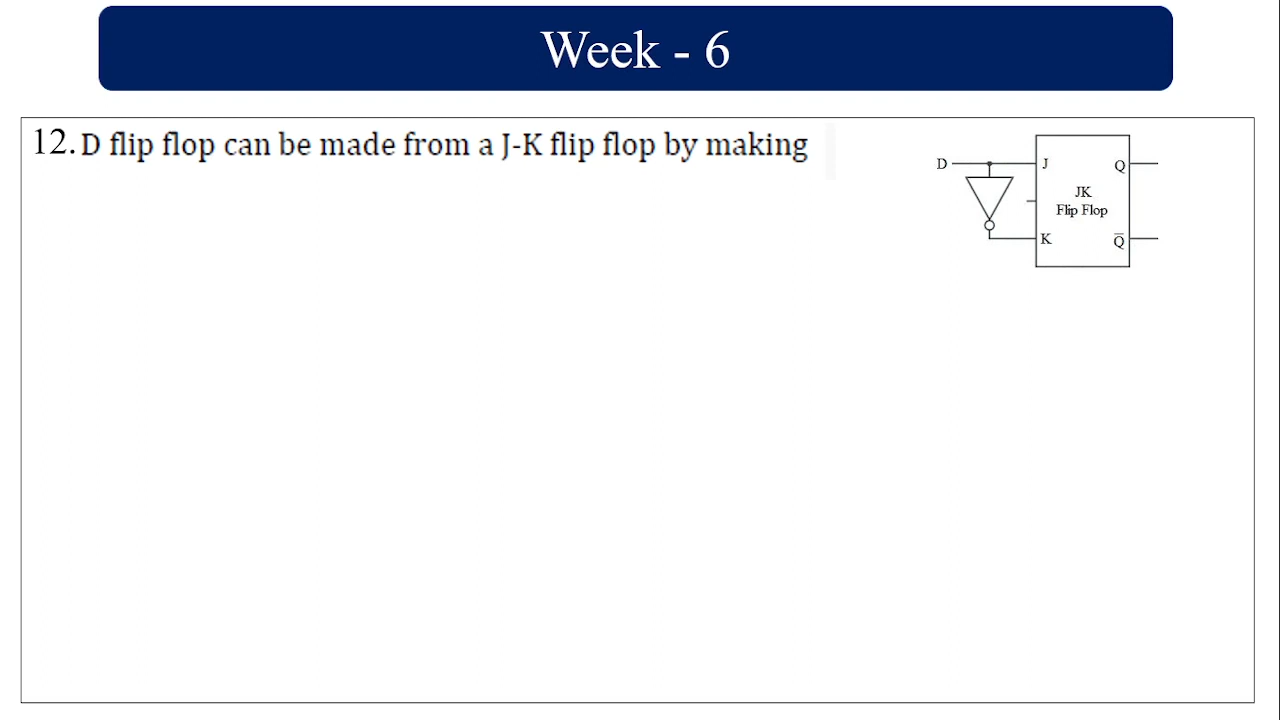 Week - 6
12. D flip flop can be made from a J-K flip flop by making
D
J
Q
JK
Flip Flop
K
Q̅